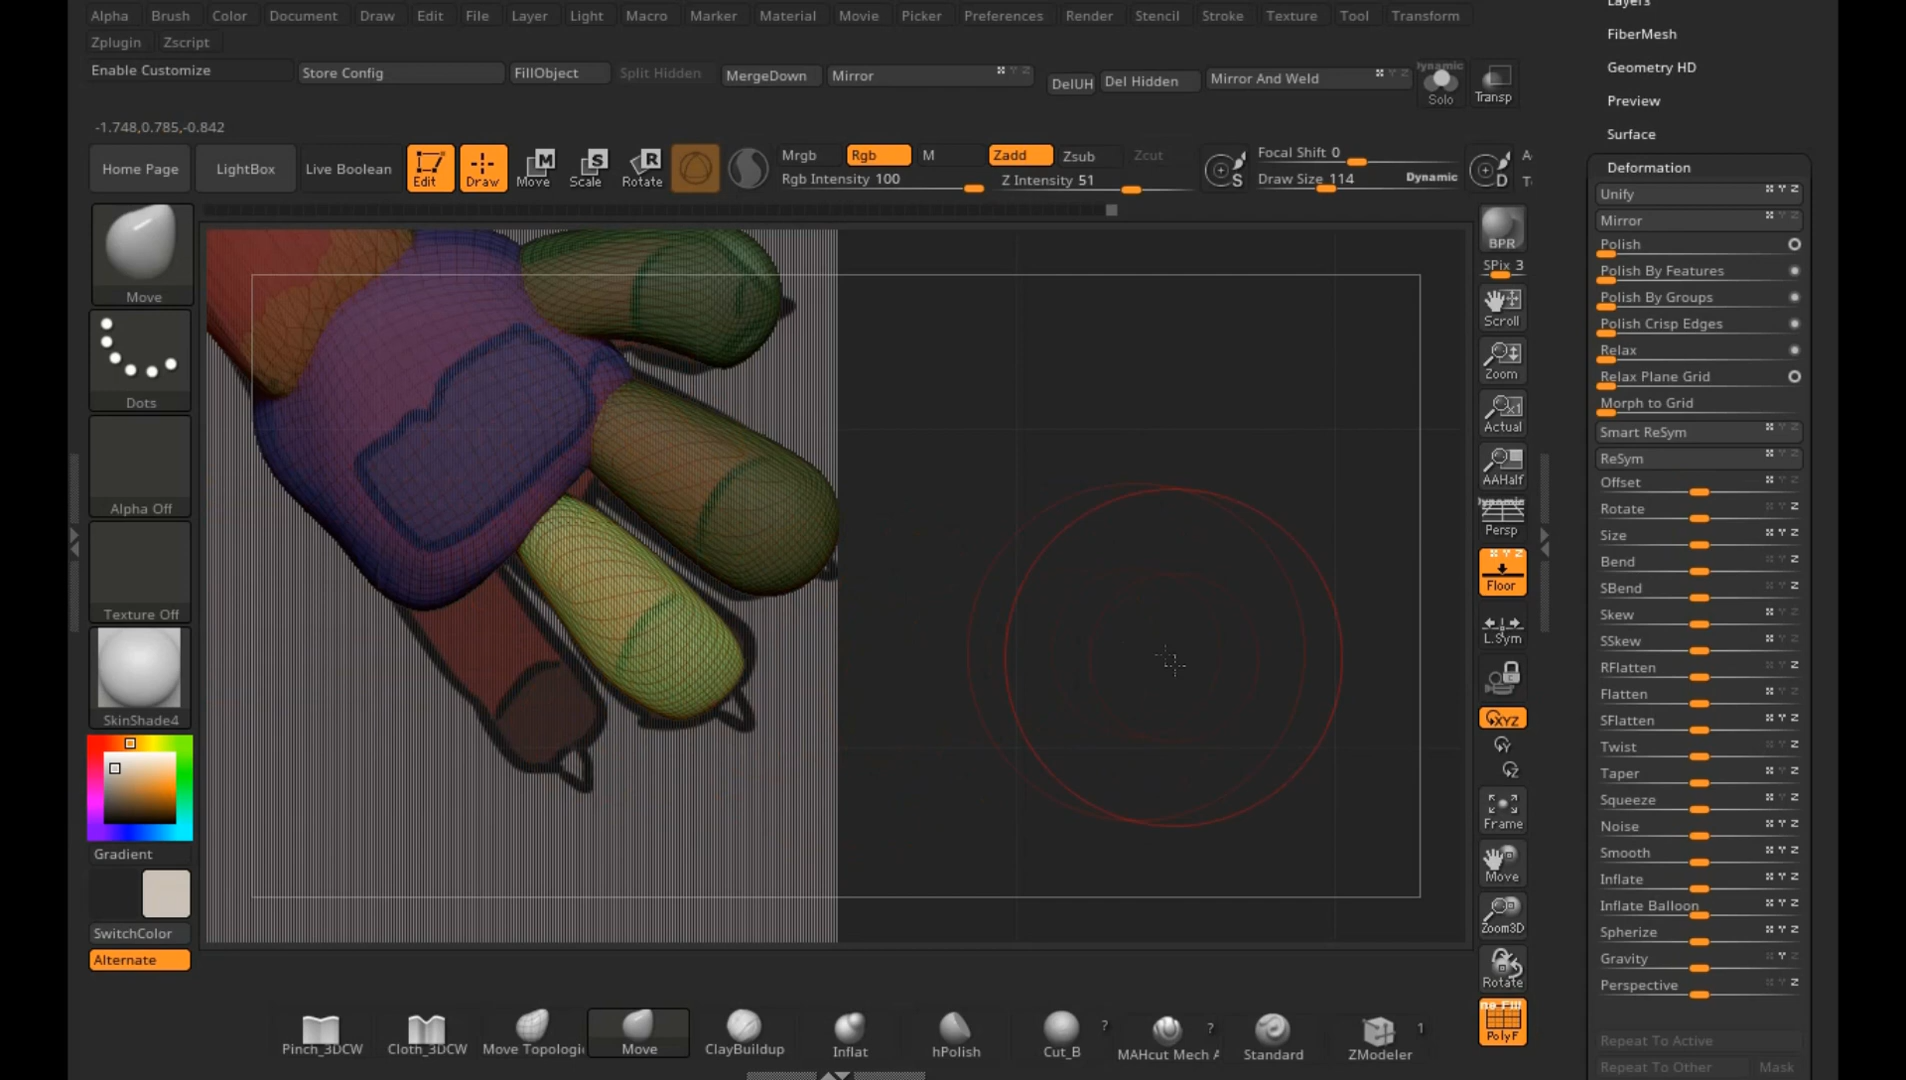 Alpha Brush Color Document Draw Edit File Layer Light Macro Marker Material Movie Picker Preferences Render Stencil Stroke Texture Tool Transform
Zplugin Zscript
Enable Customize Store Config FillObject Split Hidden MergeDown Mirror DelUH Del Hidden Mirror And Weld Dynamic Solo Transp
-1.748,0.785,-0.842
Home Page LightBox Live Boolean Edit Draw Move Scale Rotate
Mrgb Rgb M Zadd Zsub Zcut Focal Shift 0
Rgb Intensity 100 Z Intensity 51 Draw Size 114 Dynamic
Move
Dots
Alpha Off
Texture Off
SkinShade4
Gradient
SwitchColor
Alternate
BPR
SPix 3
Scroll
Zoom
Actual
AAHalf
Dynamic
Persp
Floor
L.Sym
XYZ
Frame
Move
Zoom3D
Rotate
PolyF
Layers
FiberMesh
Geometry HD
Preview
Surface
Deformation
Unify
Mirror
Polish
Polish By Features
Polish By Groups
Polish Crisp Edges
Relax
Relax Plane Grid
Morph to Grid
Smart ReSym
ReSym
Offset
Rotate
Size
Bend
SBend
Skew
SSkew
RFlatten
Flatten
SFlatten
Twist
Taper
Squeeze
Noise
Smooth
Inflate
Inflate Balloon
Spherize
Gravity
Perspective
Repeat To Active
Repeat To Other Mask
Pinch_3DCW Cloth_3DCW Move Topologi Move ClayBuildup Inflat hPolish Cut_B ? MAHcut Mech A ? Standard ZModeler 1